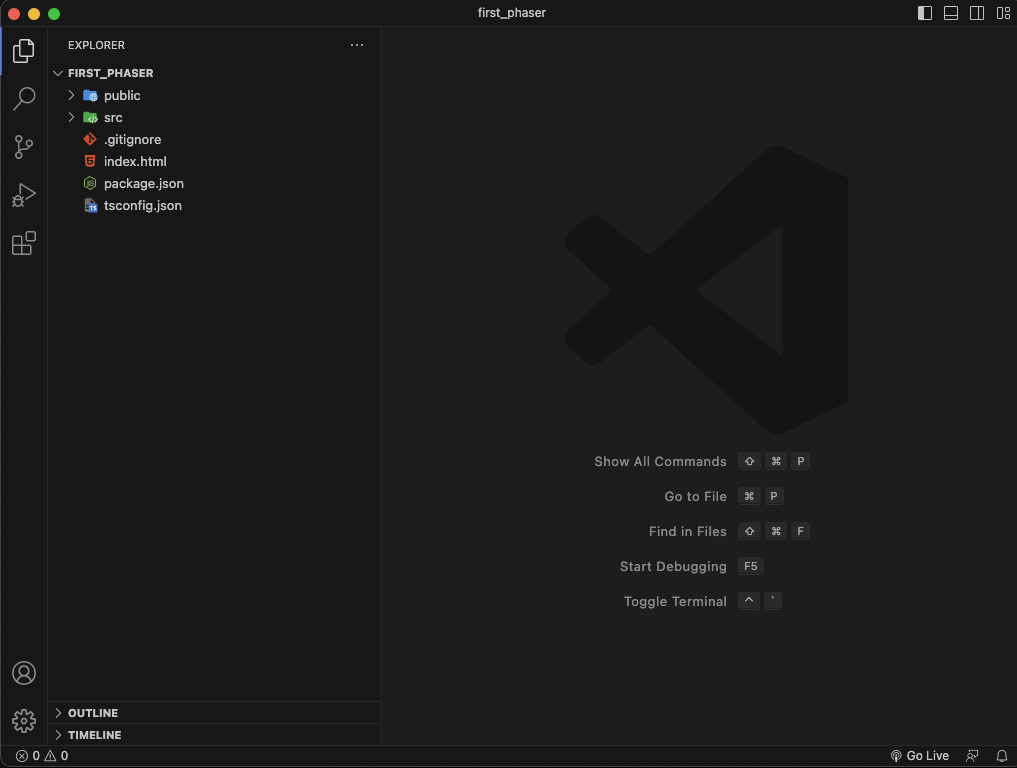 first_phaser
EXPLORER
FIRST_PHASER
public
src
.gitignore
index.html
package.json
tsconfig.json
Show All Commands ⇧ ⌘ P
Go to File ⌘ P
Find in Files ⇧ ⌘ F
Start Debugging F5
Toggle Terminal ^ `
OUTLINE
TIMELINE
0 0 Go Live